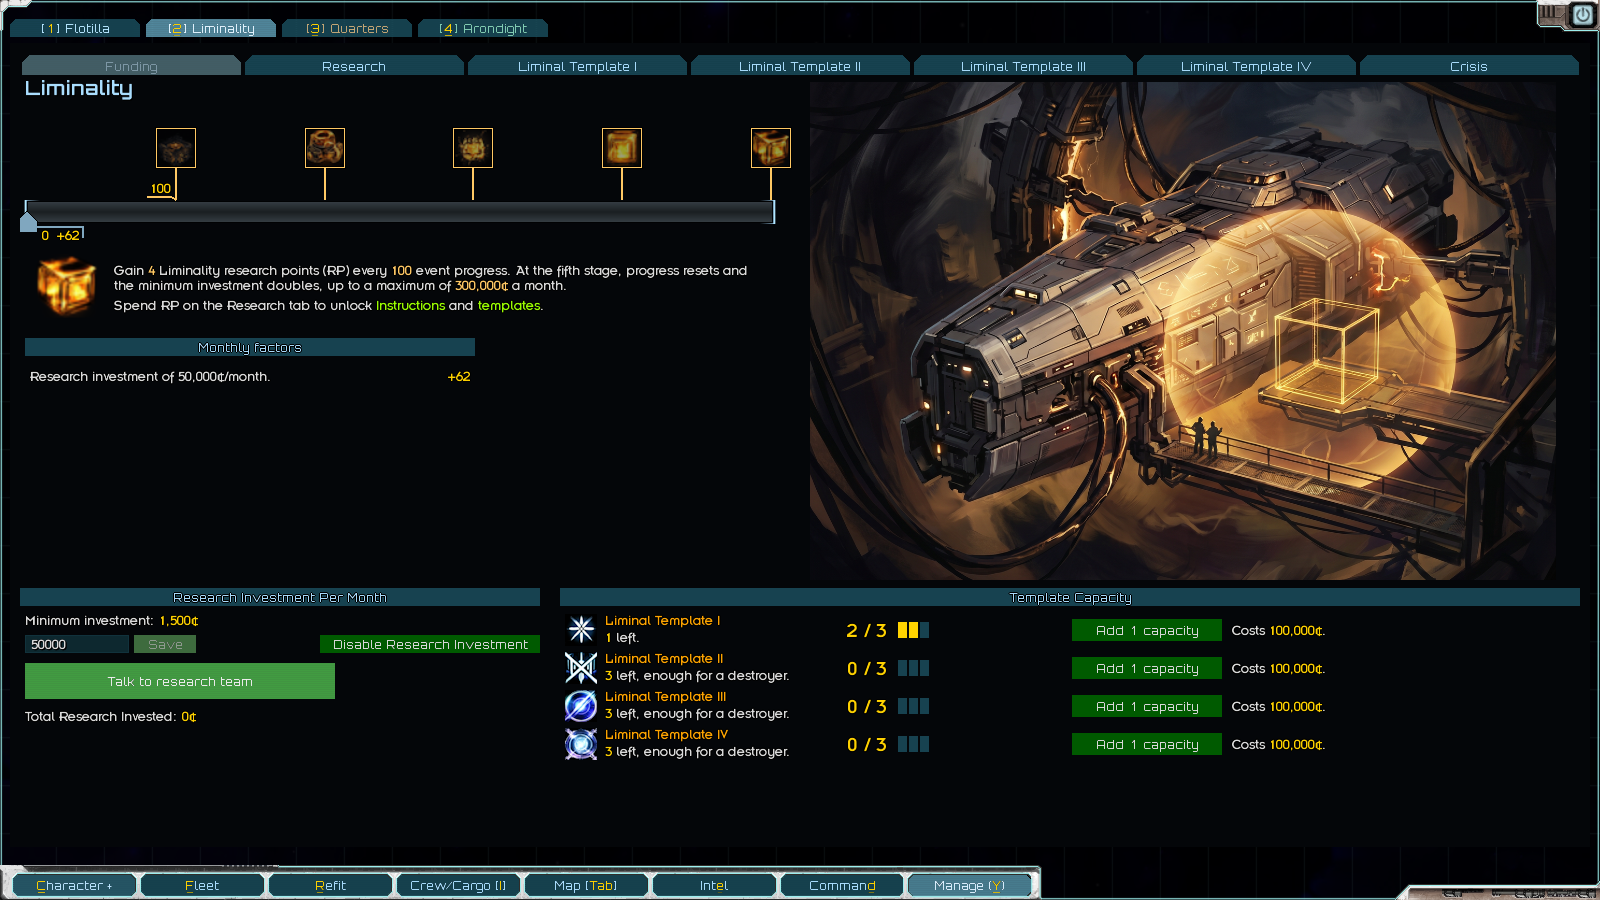 [1] Flotilla
[2] Liminality
[3] Quarters
[4] Arondight
Funding
Research
Liminal Template I
Liminal Template II
Liminal Template III
Liminal Template IV
Crisis
Liminality
100
0 +62
Gain 4 Liminality research points (RP) every 100 event progress. At the fifth stage, progress resets and
the minimum investment doubles, up to a maximum of 300,000¢ a month.
Spend RP on the Research tab to unlock Instructions and templates.
Monthly factors
Research investment of 50,000¢/month. +62
Research Investment Per Month
Minimum investment: 1,500¢
50000
Save
Disable Research Investment
Talk to research team
Total Research Invested: 0¢
Template Capacity
Liminal Template I
1 left.
2 / 3
Add 1 capacity
Costs 100,000¢.
Liminal Template II
3 left, enough for a destroyer.
0 / 3
Add 1 capacity
Costs 100,000¢.
Liminal Template III
3 left, enough for a destroyer.
0 / 3
Add 1 capacity
Costs 100,000¢.
Liminal Template IV
3 left, enough for a destroyer.
0 / 3
Add 1 capacity
Costs 100,000¢.
Character +
Fleet
Refit
Crew/Cargo [I]
Map [Tab]
Intel
Command
Manage (Y)